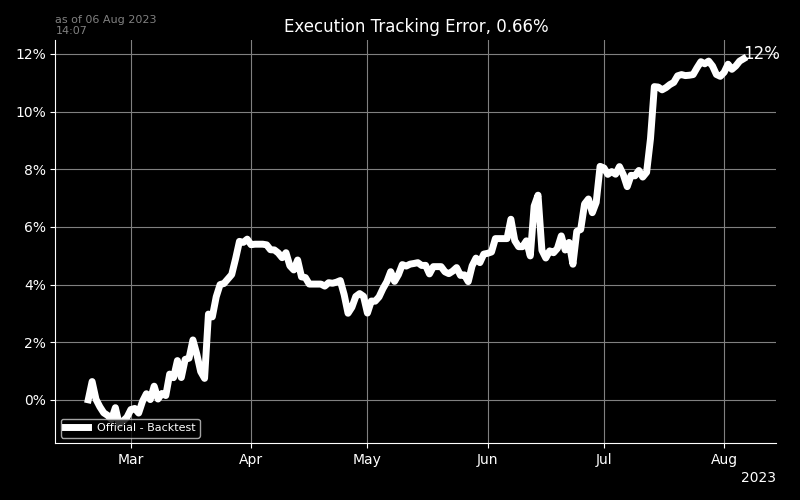 as of 06 Aug 2023
14:07
Execution Tracking Error, 0.66%
12%
12%
10%
8%
6%
4%
2%
0%
Official - Backtest
Mar Apr May Jun Jul Aug
2023